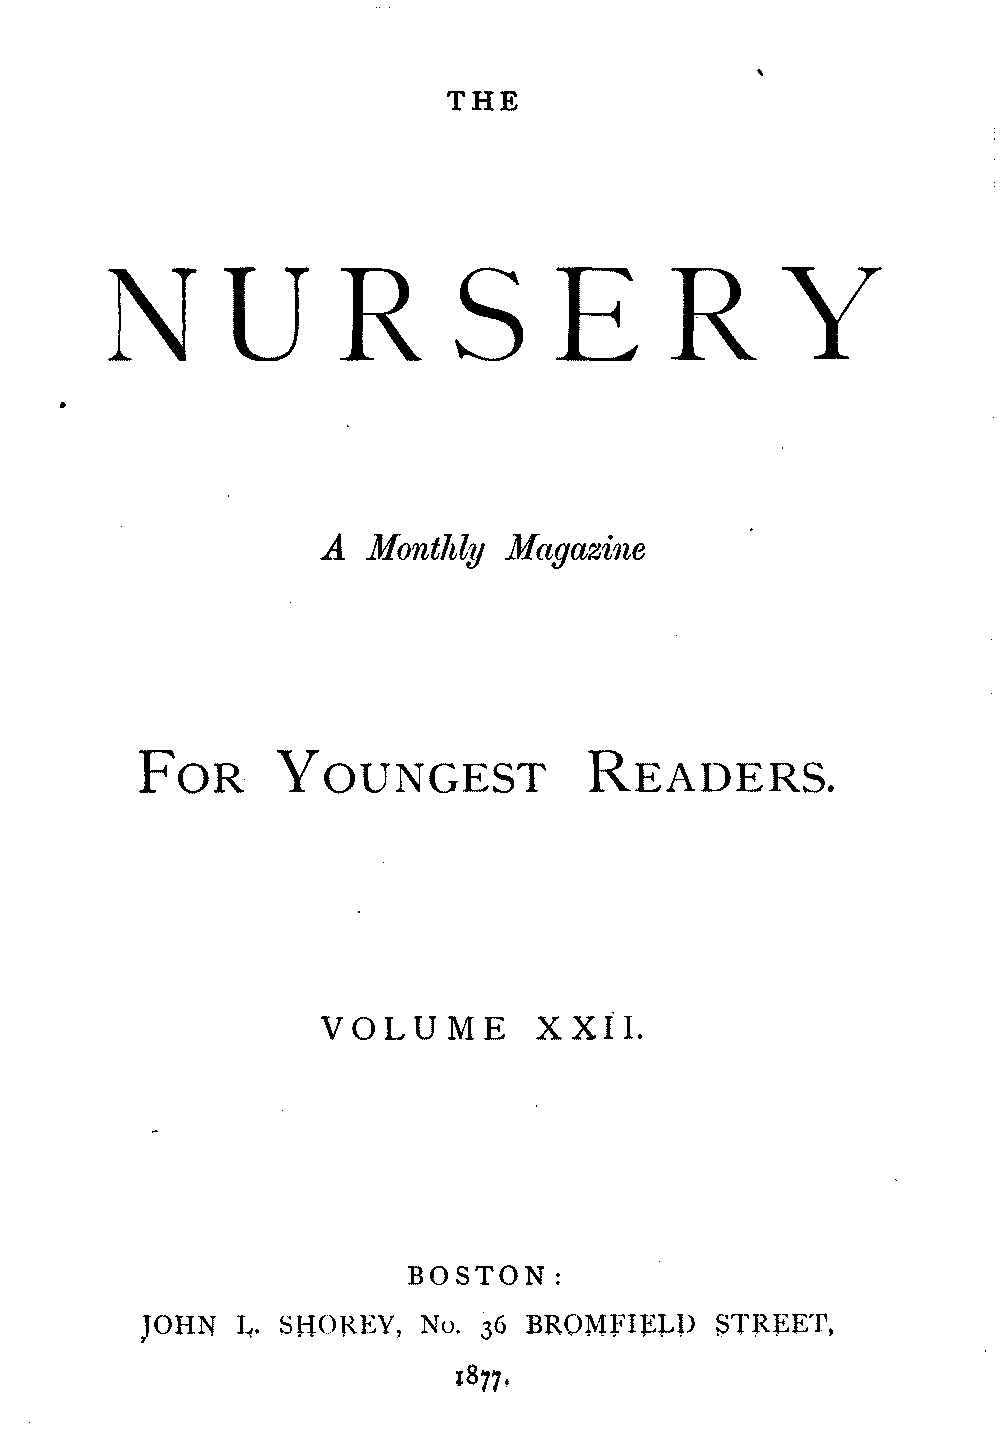 THE
NURSERY
A Monthly Magazine
FOR YOUNGEST READERS.
VOLUME XXII.
BOSTON:
JOHN L. SHOREY, No. 36 BROMFIELD STREET,
1877.